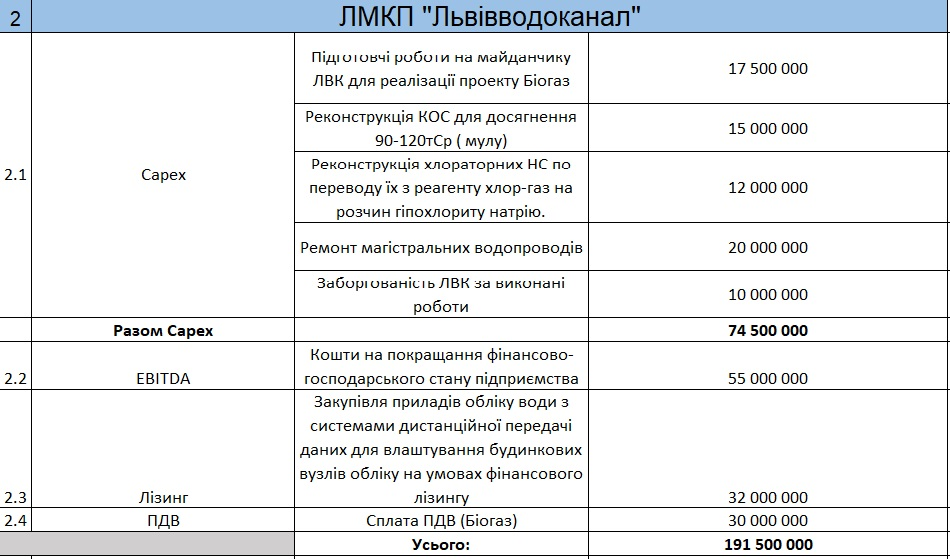 2 ЛМКП "Львівводоканал"
Підготовчі роботи на майданчику
ЛВК для реалізації проекту Біогаз
17 500 000
Реконструкція КОС для досягнення
90-120тСр ( мулу)
15 000 000
2.1 Capex
Реконструкція хлораторних НС по
переводу їх з реагенту хлор-газ на
розчин гіпохлориту натрію.
12 000 000
Ремонт магістральних водопроводів 20 000 000
Заборгованість ЛВК за виконані
роботи
10 000 000
Разом Capex 74 500 000
2.2 EBITDA
Кошти на покращання фінансово-
господарського стану підприємства
55 000 000
Закупівля приладів обліку води з
системами дистанційної передачі
даних для влаштування будинкових
вузлів обліку на умовах фінансового
лізингу
2.3 Лізинг 32 000 000
2.4 ПДВ Сплата ПДВ (Біогаз) 30 000 000
Усього: 191 500 000